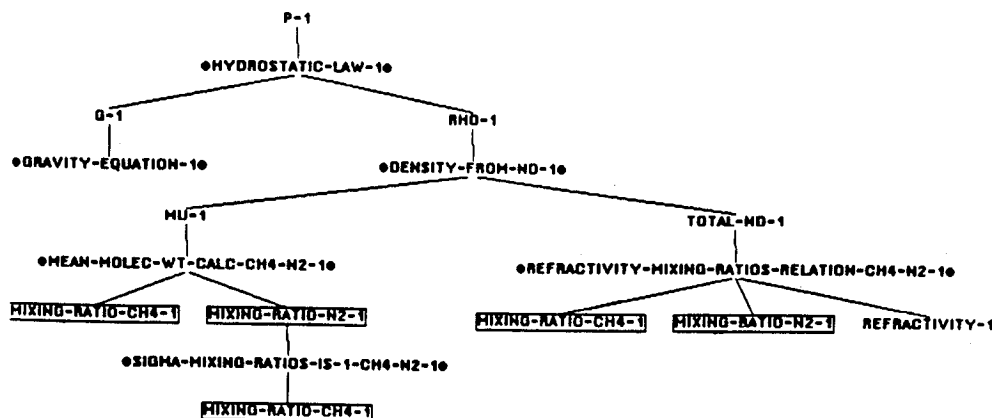 P-1
●HYDROSTATIC-LAW-1●
G-1
RHO-1
●GRAVITY-EQUATION-1●
●DENSITY-FROM-ND-1●
MU-1
TOTAL-ND-1
●MEAN-MOLEC-WT-CALC-CH4-N2-1●
●REFRACTIVITY-MIXING-RATIOS-RELATION-CH4-N2-1●
MIXING-RATIO-CH4-1
MIXING-RATIO-N2-1
MIXING-RATIO-CH4-1
MIXING-RATIO-N2-1
REFRACTIVITY-1
●SIGMA-MIXING-RATIOS-IS-1-CH4-N2-1●
MIXING-RATIO-CH4-1